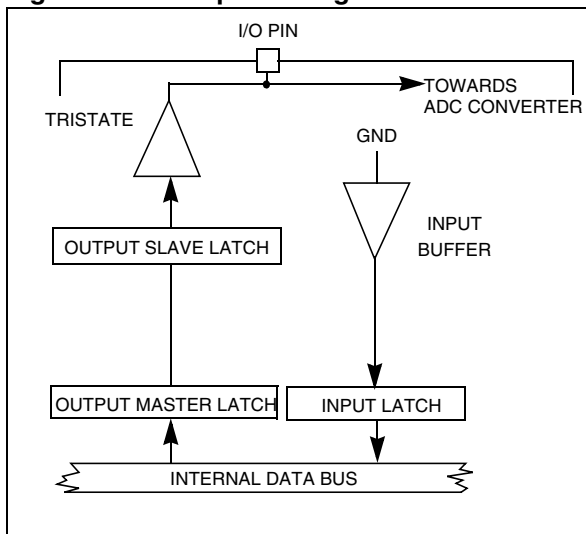 I/O PIN
TRISTATE
TOWARDS
ADC CONVERTER
GND
INPUT
BUFFER
OUTPUT SLAVE LATCH
OUTPUT MASTER LATCH
INPUT LATCH
INTERNAL DATA BUS